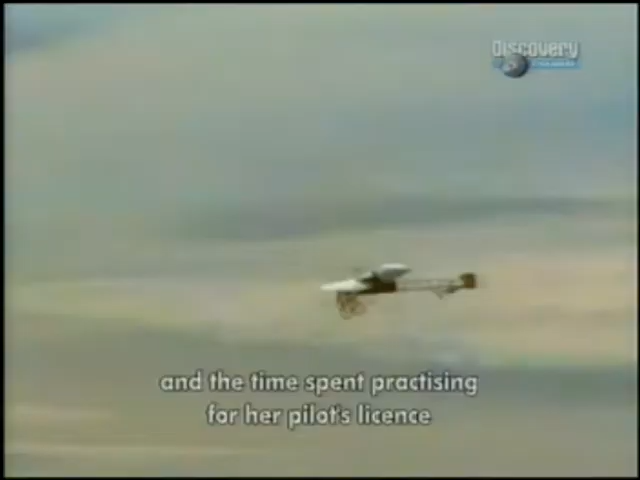 Discovery
and the time spent practising
for her pilot's licence